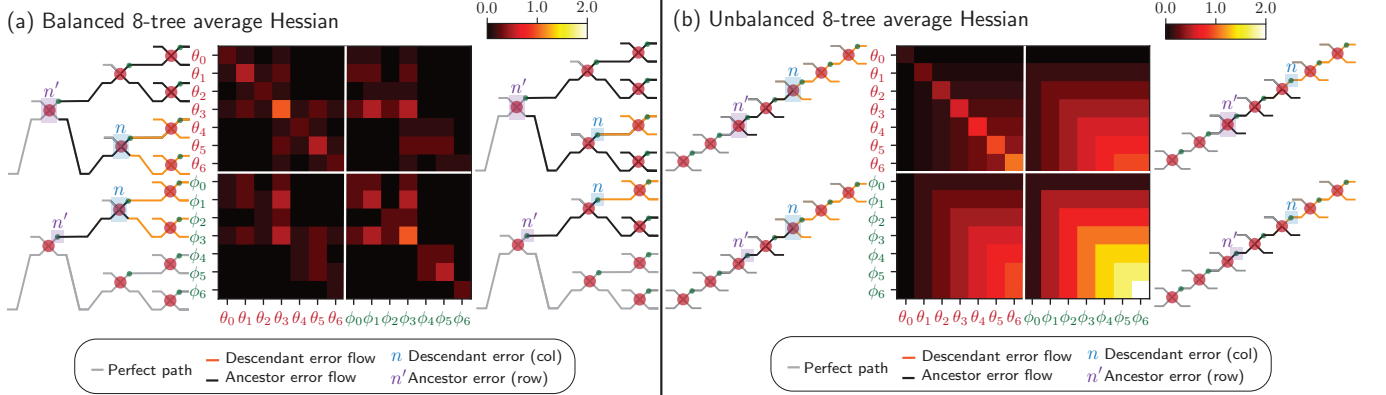 (a) Balanced 8-tree average Hessian
0.0 1.0 2.0
n′
n
n
n′
θ₀
θ₁
θ₂
θ₃
θ₄
θ₅
θ₆
ϕ₀
ϕ₁
ϕ₂
ϕ₃
ϕ₄
ϕ₅
ϕ₆
θ₀ θ₁ θ₂ θ₃ θ₄ θ₅ θ₆ ϕ₀ ϕ₁ ϕ₂ ϕ₃ ϕ₄ ϕ₅ ϕ₆
n′
n
n
n′
Perfect path
Descendant error flow
Ancestor error flow
n Descendant error (col)
n′ Ancestor error (row)
(b) Unbalanced 8-tree average Hessian
0.0 1.0 2.0
n
n′
n
n′
θ₀
θ₁
θ₂
θ₃
θ₄
θ₅
θ₆
ϕ₀
ϕ₁
ϕ₂
ϕ₃
ϕ₄
ϕ₅
ϕ₆
θ₀ θ₁ θ₂ θ₃ θ₄ θ₅ θ₆ ϕ₀ ϕ₁ ϕ₂ ϕ₃ ϕ₄ ϕ₅ ϕ₆
n
n′
n
n′
Perfect path
Descendant error flow
Ancestor error flow
n Descendant error (col)
n′ Ancestor error (row)